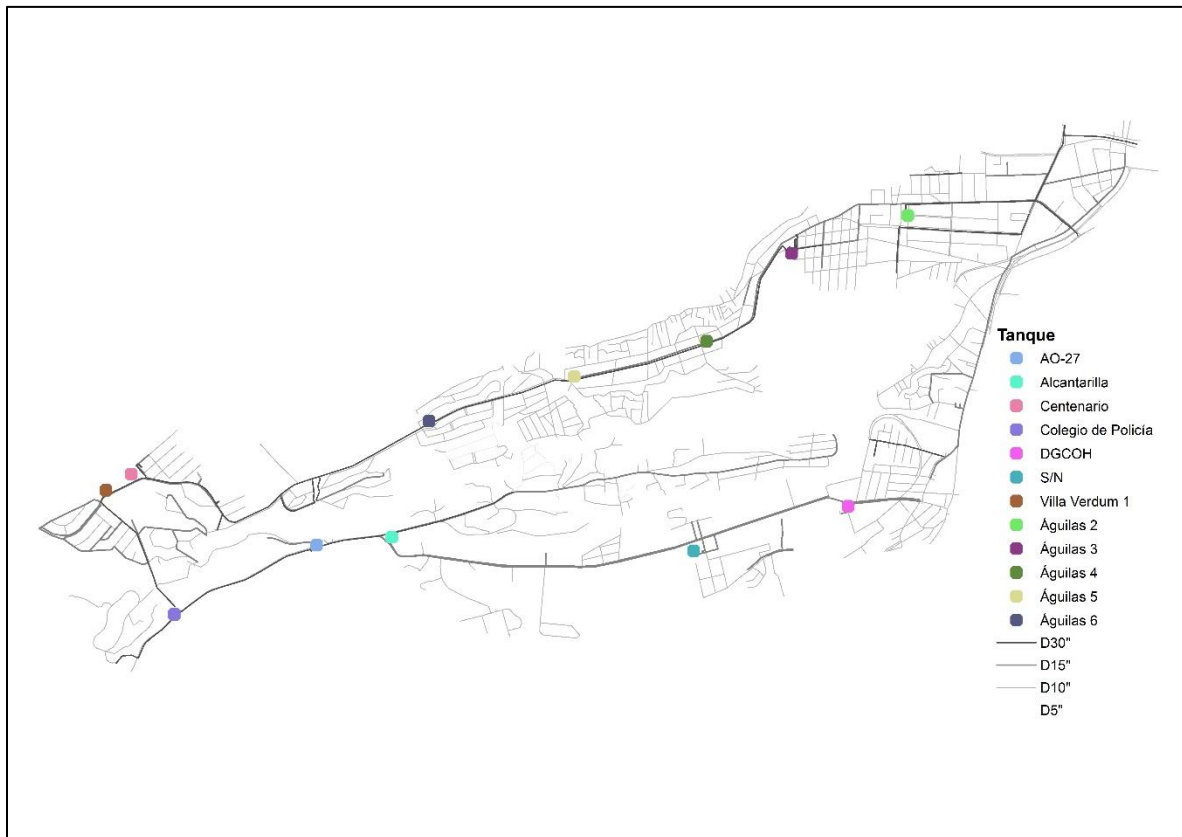 Tanque
AO-27
Alcantarilla
Centenario
Colegio de Policía
DGCOH
S/N
Villa Verdum 1
Águilas 2
Águilas 3
Águilas 4
Águilas 5
Águilas 6
D30"
D15"
D10"
D5"